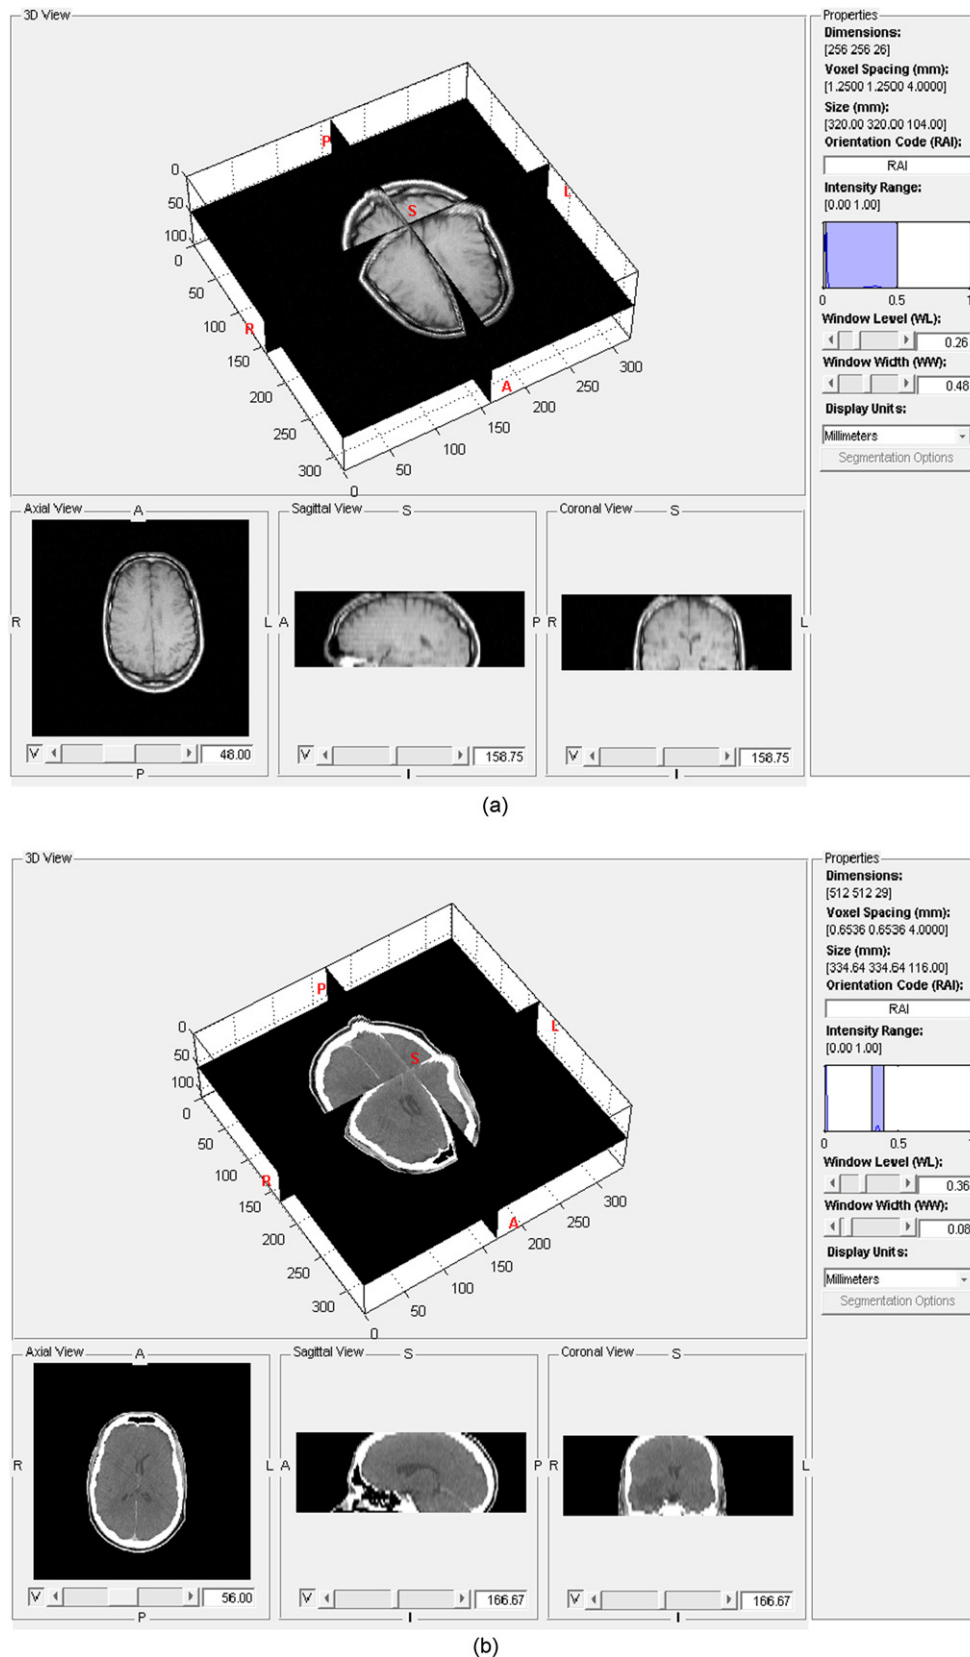 3D View
P
L
S
R
A
0
50
100
0
50
100
150
200
250
300
0
50
100
150
200
250
300
Properties
Dimensions:
[256 256 26]
Voxel Spacing (mm):
[1.2500 1.2500 4.0000]
Size (mm):
[320.00 320.00 104.00]
Orientation Code (RAI):
RAI
Intensity Range:
[0.00 1.00]
0 0.5 1
Window Level (WL):
0.26
Window Width (WW):
0.48
Display Units:
Millimeters
Segmentation Options
Axial View A
R L
48.00
P
Sagittal View S
A P
158.75
I
Coronal View S
R L
158.75
I
(a)
3D View
P
L
S
R
A
0
50
100
0
50
100
150
200
250
300
0
50
100
150
200
250
300
Properties
Dimensions:
[512 512 29]
Voxel Spacing (mm):
[0.6536 0.6536 4.0000]
Size (mm):
[334.64 334.64 116.00]
Orientation Code (RAI):
RAI
Intensity Range:
[0.00 1.00]
0 0.5 1
Window Level (WL):
0.36
Window Width (WW):
0.08
Display Units:
Millimeters
Segmentation Options
Axial View A
R L
56.00
P
Sagittal View S
A P
166.67
I
Coronal View S
R L
166.67
I
(b)